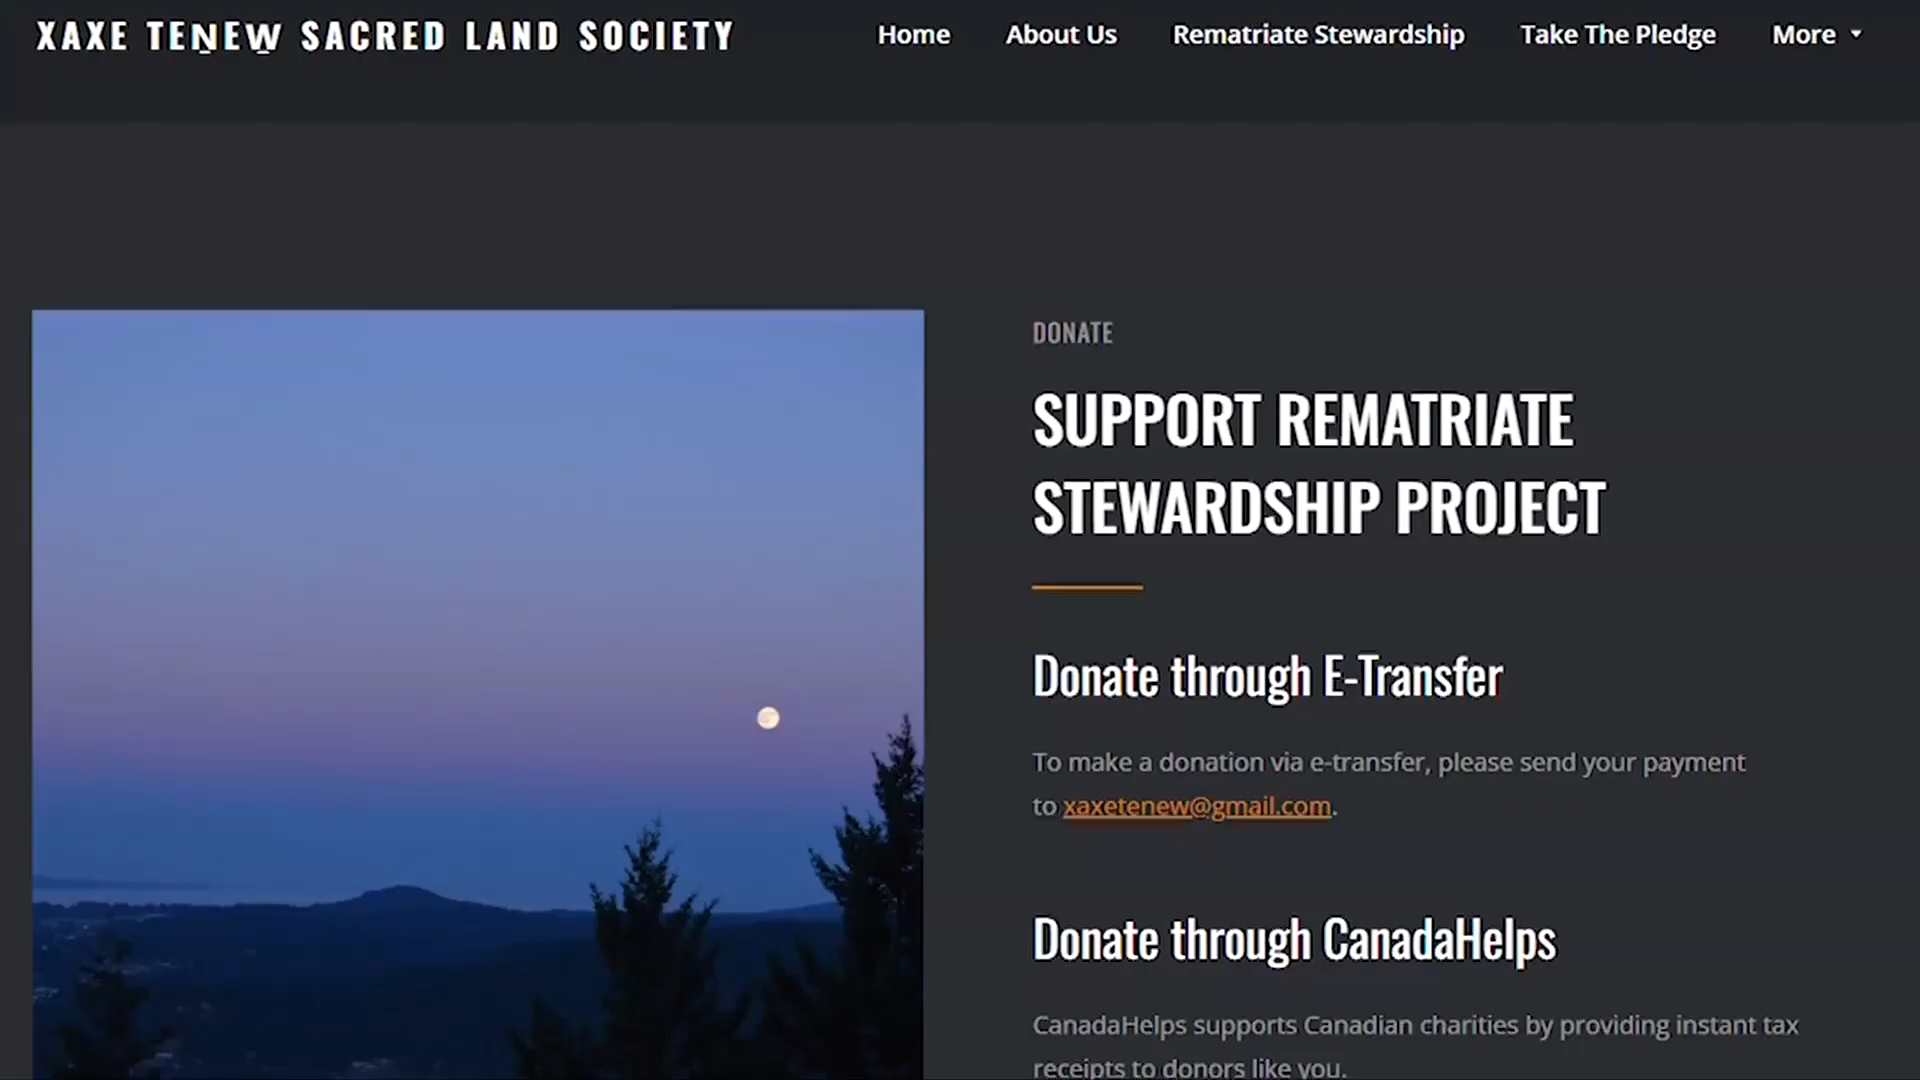 XAXE TEṈEW̱ SACRED LAND SOCIETY
Home About Us Rematriate Stewardship Take The Pledge More
DONATE
SUPPORT REMATRIATE
STEWARDSHIP PROJECT
Donate through E-Transfer
To make a donation via e-transfer, please send your payment
to xaxetenew@gmail.com.
Donate through CanadaHelps
CanadaHelps supports Canadian charities by providing instant tax
receipts to donors like you.